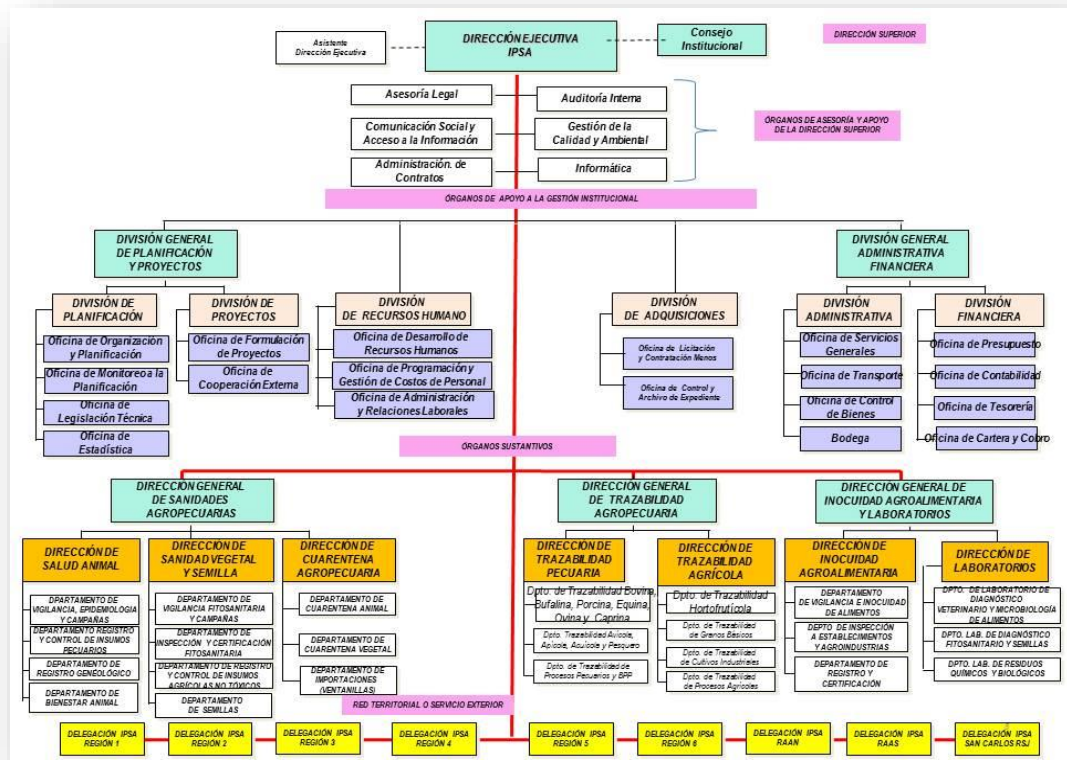 Asistente
Dirección Ejecutiva
DIRECCIÓN EJECUTIVA
IPSA
Consejo
Institucional
DIRECCIÓN SUPERIOR
Asesoría Legal
Auditoría Interna
Comunicación Social y
Acceso a la Información
Gestión de la
Calidad y Ambiental
ÓRGANOS DE ASESORÍA Y APOYO
DE LA DIRECCIÓN SUPERIOR
Administración. de
Contratos
Informática
ÓRGANOS DE APOYO A LA GESTIÓN INSTITUCIONAL
DIVISIÓN GENERAL
DE PLANIFICACIÓN
Y PROYECTOS
DIVISIÓN GENERAL
ADMINISTRATIVA
FINANCIERA
DIVISIÓN DE
PLANIFICACIÓN
DIVISIÓN DE
PROYECTOS
DIVISIÓN
DE RECURSOS HUMANO
DIVISIÓN
DE ADQUISICIONES
DIVISIÓN
ADMINISTRATIVA
DIVISIÓN
FINANCIERA
Oficina de Organización
y Planificación
Oficina de Monitoreo a la
Planificación
Oficina de
Legislación Técnica
Oficina de
Estadística
Oficina de Formulación
de Proyectos
Oficina de
Cooperación Externa
Oficina de Desarrollo de
Recursos Humanos
Oficina de Programación y
Gestión de Costos de Personal
Oficina de Administración
y Relaciones Laborales
Oficina de Licitación
y Contratación Menos
Oficina de Control y
Archivo de Expediente
Oficina de Servicios
Generales
Oficina de Transporte
Oficina de Control
de Bienes
Bodega
Oficina de Presupuesto
Oficina de Contabilidad
Oficina de Tesorería
Oficina de Cartera y Cobro
ÓRGANOS SUSTANTIVOS
DIRECCIÓN GENERAL
DE SANIDADES
AGROPECUARIAS
DIRECCIÓN GENERAL
DE TRAZABILIDAD
AGROPECUARIA
DIRECCIÓN GENERAL DE
INOCUIDAD AGROALIMENTARIA
Y LABORATORIOS
DIRECCIÓN DE
SALUD ANIMAL
DIRECCIÓN DE
SANIDAD VEGETAL
Y SEMILLA
DIRECCIÓN DE
CUARENTENA
AGROPECUARIA
DIRECCIÓN DE
TRAZABILIDAD
PECUARIA
DIRECCIÓN DE
TRAZABILIDAD
AGRÍCOLA
DIRECCIÓN DE
INOCUIDAD
AGROALIMENTARIA
DIRECCIÓN DE
LABORATORIOS
DEPARTAMENTO DE
VIGILANCIA, EPIDEMIOLOGIA
Y CAMPAÑAS
DEPARTAMENTO REGISTRO
Y CONTROL DE INSUMOS
PECUARIOS
DEPARTAMENTO DE
REGISTRO GENEOLÓGICO
DEPARTAMENTO DE
BIENESTAR ANIMAL
DEPARTAMENTO DE
VIGILANCIA FITOSANITARIA
Y CAMPAÑAS
DEPARTAMENTO DE
INSPECCIÓN Y CERTIFICACIÓN
FITOSANITARIA
DEPARTAMENTO DE REGISTRO
Y CONTROL DE INSUMOS
AGRÍCOLAS NO TÓXICOS
DEPARTAMENTO
DE SEMILLAS
DEPARTAMENTO DE
CUARENTENA ANIMAL
DEPARTAMENTO DE
CUARENTENA VEGETAL
DEPARTAMENTO DE
IMPORTACIONES
(VENTANILLAS)
Dpto. de Trazabilidad Bovina,
Bufalina, Porcina, Equina,
Ovina y Caprina
Dpto. Trazabilidad Avícola,
Apícola, Acuícola y Pesquero
Dpto. de Trazabilidad de
Procesos Pecuarios y BPP
Dpto. de Trazabilidad
Hortofrutícola
Dpto. de Trazabilidad
de Granos Básicos
Dpto. de Trazabilidad
de Cultivos Industriales
Dpto. de Trazabilidad
de Procesos Agrícolas
DEPARTAMENTO
DE VIGILANCIA E INOCUIDAD
DE ALIMENTOS
DEPTO DE INSPECCIÓN
A ESTABLECIMIENTOS
Y AGROINDUSTRIAS
DEPARTAMENTO DE
REGISTRO Y
CERTIFICACIÓN
DPTO. DE LABORATORIO DE
DIAGNÓSTICO
VETERINARIO Y MICROBIOLOGÍA
DE ALIMENTOS
DPTO. LAB. DE DIAGNÓSTICO
FITOSANITARIO Y SEMILLAS
DPTO. LAB. DE RESIDUOS
QUÍMICOS Y BIOLÓGICOS
RED TERRITORIAL O SERVICIO EXTERIOR
DELEGACIÓN IPSA
REGIÓN 1
DELEGACIÓN IPSA
REGIÓN 2
DELEGACIÓN IPSA
REGIÓN 3
DELEGACIÓN IPSA
REGIÓN 4
DELEGACIÓN IPSA
REGIÓN 5
DELEGACIÓN IPSA
REGIÓN 6
DELEGACIÓN IPSA
RAAN
DELEGACIÓN IPSA
RAAS
DELEGACIÓN IPSA
SAN CARLOS RSJ